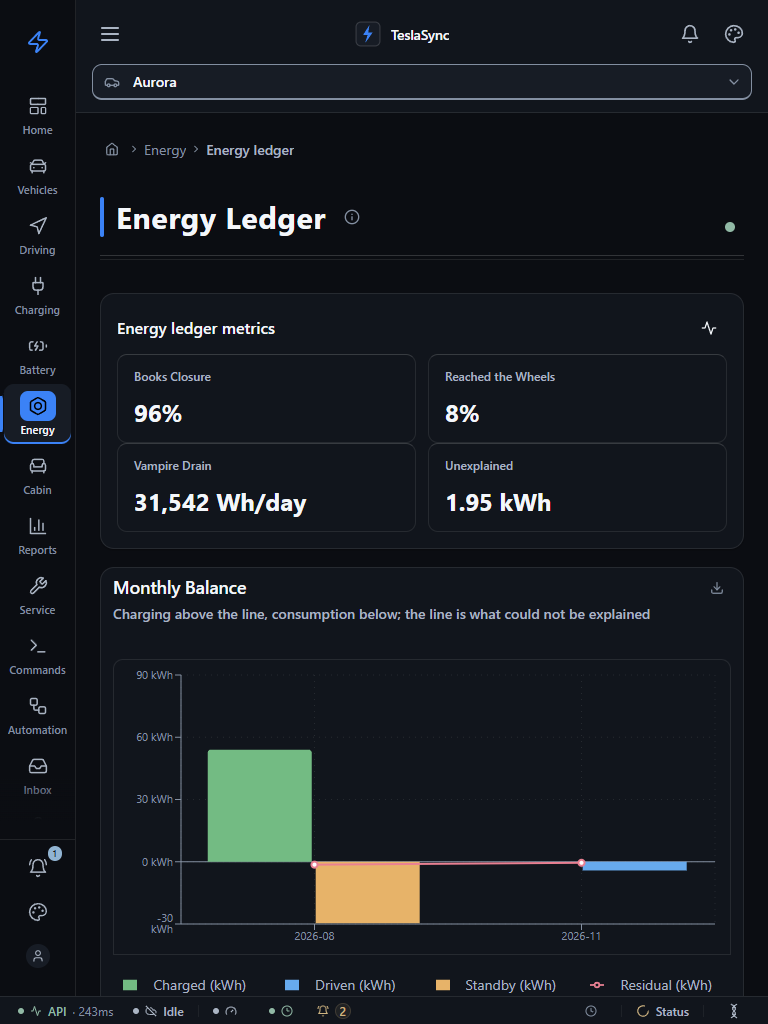 TeslaSync
Aurora
Home
Vehicles
Driving
Charging
Battery
Energy
Cabin
Reports
Service
Commands
Automation
Inbox
1
Energy
Energy ledger
Energy Ledger
Energy ledger metrics
Books Closure
96%
Reached the Wheels
8%
Vampire Drain
31,542 Wh/day
Unexplained
1.95 kWh
Monthly Balance
Charging above the line, consumption below; the line is what could not be explained
90 kWh
60 kWh
30 kWh
0 kWh
-30
kWh
2026-08
2026-11
Charged (kWh)
Driven (kWh)
Standby (kWh)
Residual (kWh)
API · 243ms
Idle
2
Status